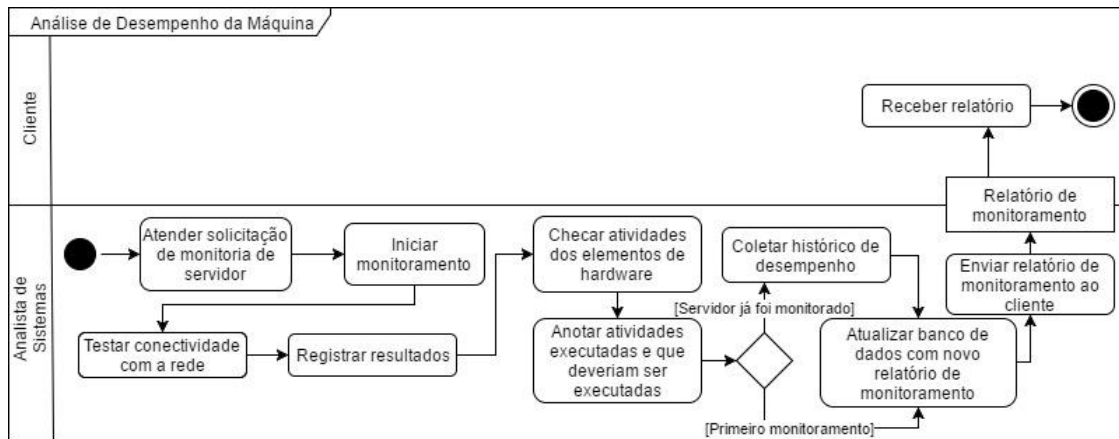 Análise de Desempenho da Máquina
Cliente
Receber relatório
Relatório de
monitoramento
Analista de
Sistemas
Atender solicitação
de monitoria de
servidor
Iniciar
monitoramento
Testar conectividade
com a rede
Registrar resultados
Checar atividades
dos elementos de
hardware
Anotar atividades
executadas e que
deveriam ser
executadas
[Servidor já foi monitorado]
[Primeiro monitoramento]
Coletar histórico de
desempenho
Atualizar banco de
dados com novo
relatório de
monitoramento
Enviar relatório de
monitoramento ao
cliente